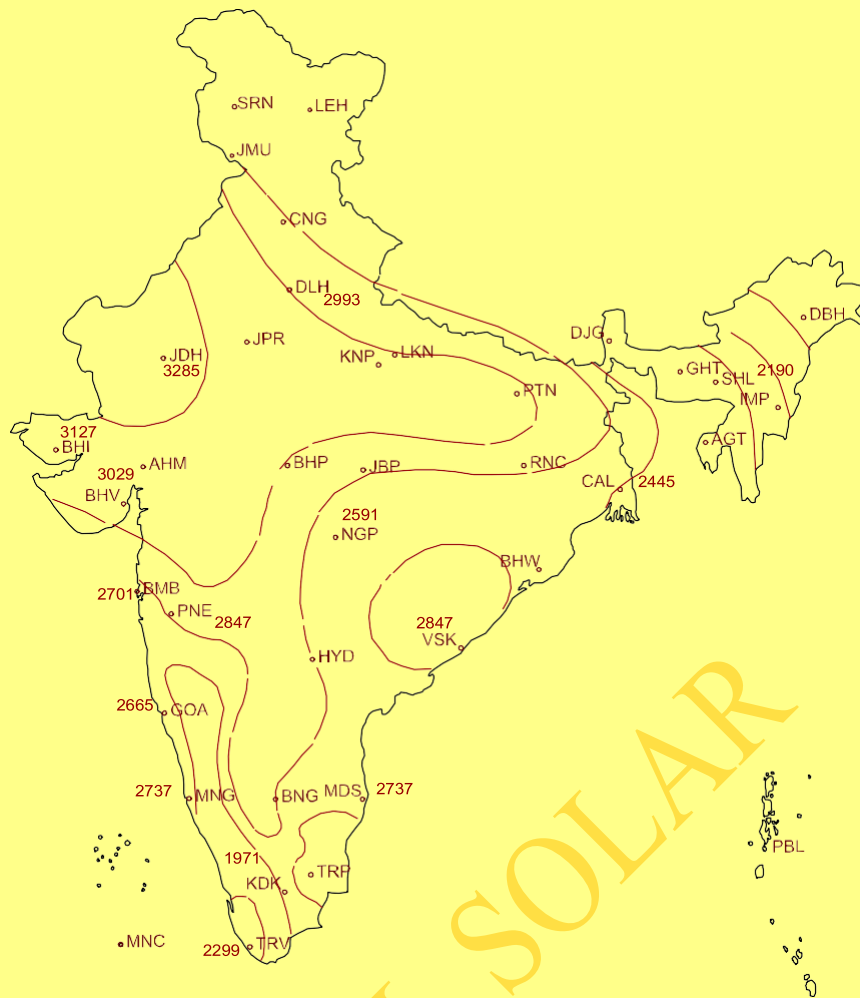 SRN
LEH
JMU
CNG
DLH
2993
DJG
DBH
JPR
JDH
3285
KNP
LKN
GHT
SHL
2190
IMP
PTN
3127
BHI
AGT
3029
AHM
BHP
JBP
RNC
BHV
CAL
2445
2591
NGP
BHW
2701
BMB
PNE
2847
2847
VSK
HYD
2665
GOA
2737
MNG
BNG
MDS
2737
1971
KDK
TRP
PBL
MNC
2299
TRV
SOLAR